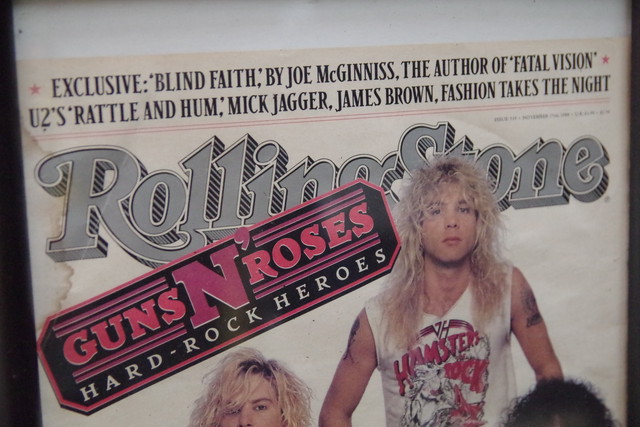 EXCLUSIVE: 'BLIND FAITH,' BY JOE McGINNISS, THE AUTHOR OF 'FATAL VISION'
U2'S 'RATTLE AND HUM,' MICK JAGGER, JAMES BROWN, FASHION TAKES THE NIGHT
RollingStone
GUNS N' ROSES
HARD-ROCK HEROES
HAMSTER
ROCK